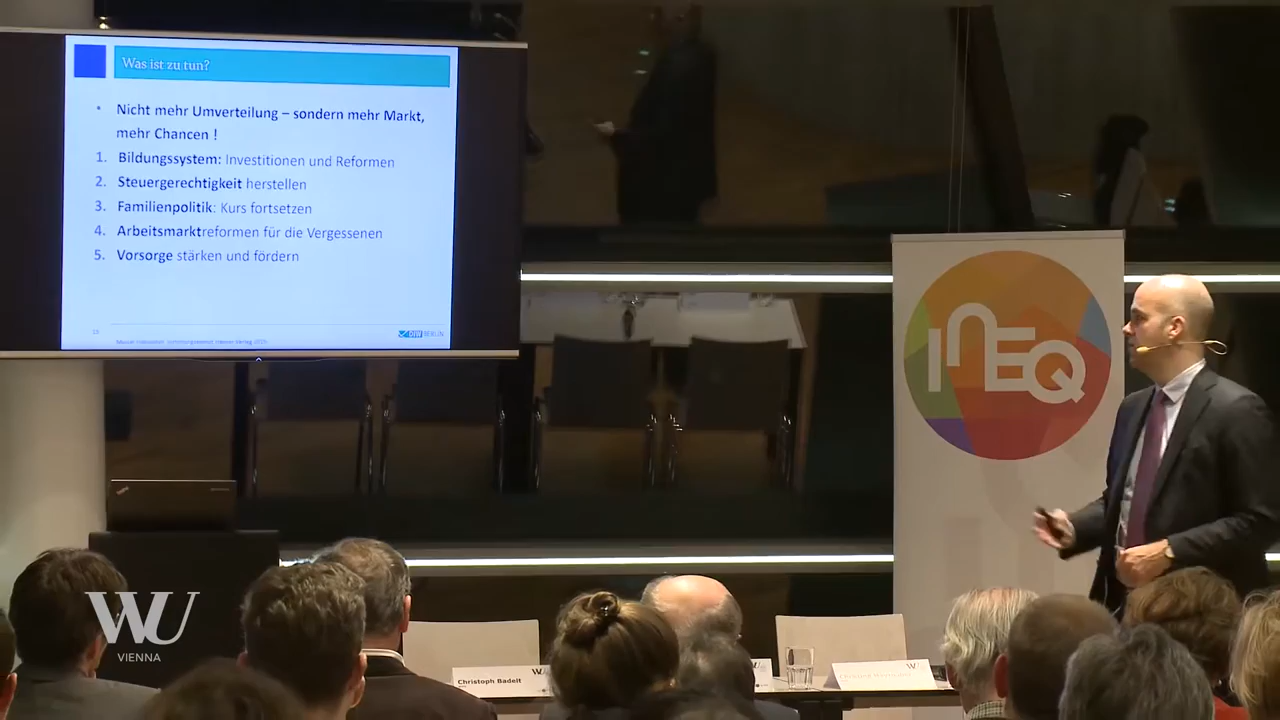 Was ist zu tun?
• Nicht mehr Umverteilung – sondern mehr Markt,
mehr Chancen !
1. Bildungssystem: Investitionen und Reformen
2. Steuergerechtigkeit herstellen
3. Familienpolitik: Kurs fortsetzen
4. Arbeitsmarktreformen für die Vergessenen
5. Vorsorge stärken und fördern
DIW BERLIN
INEQ
WU
VIENNA
Christoph Badelt